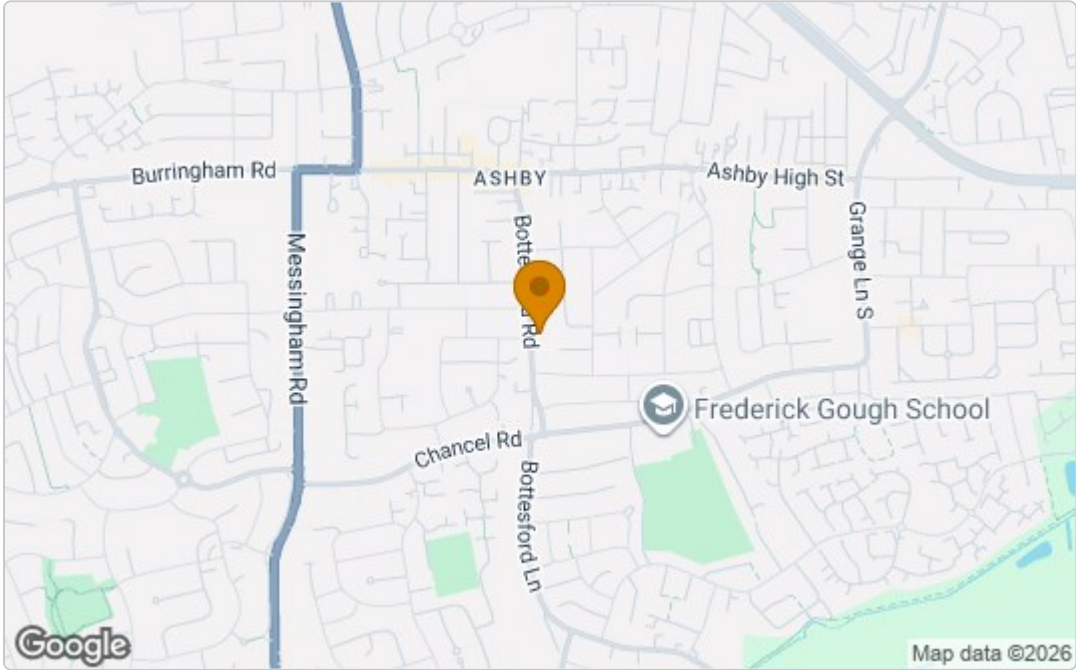 Burringham Rd
ASHBY
Ashby High St
Messingham Rd
Grange Ln S
Frederick Gough School
Chancel Rd
Bottesford Ln
Google
Map data ©2026